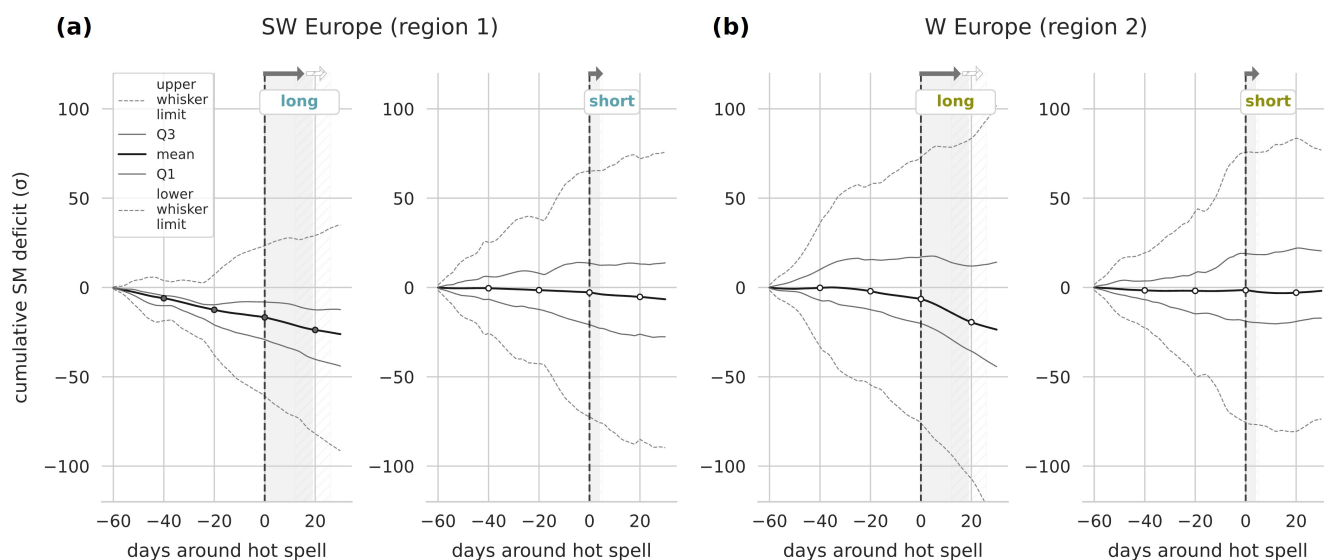 (a) SW Europe (region 1) (b) W Europe (region 2)
upper
whisker
limit
Q3
mean
Q1
lower
whisker
limit
long short long short
cumulative SM deficit (σ)
100 100 100 100
50 50 50 50
0 0 0 0
−50 −50 −50 −50
−100 −100 −100 −100
−60 −40 −20 0 20 −60 −40 −20 0 20 −60 −40 −20 0 20 −60 −40 −20 0 20
days around hot spell days around hot spell days around hot spell days around hot spell